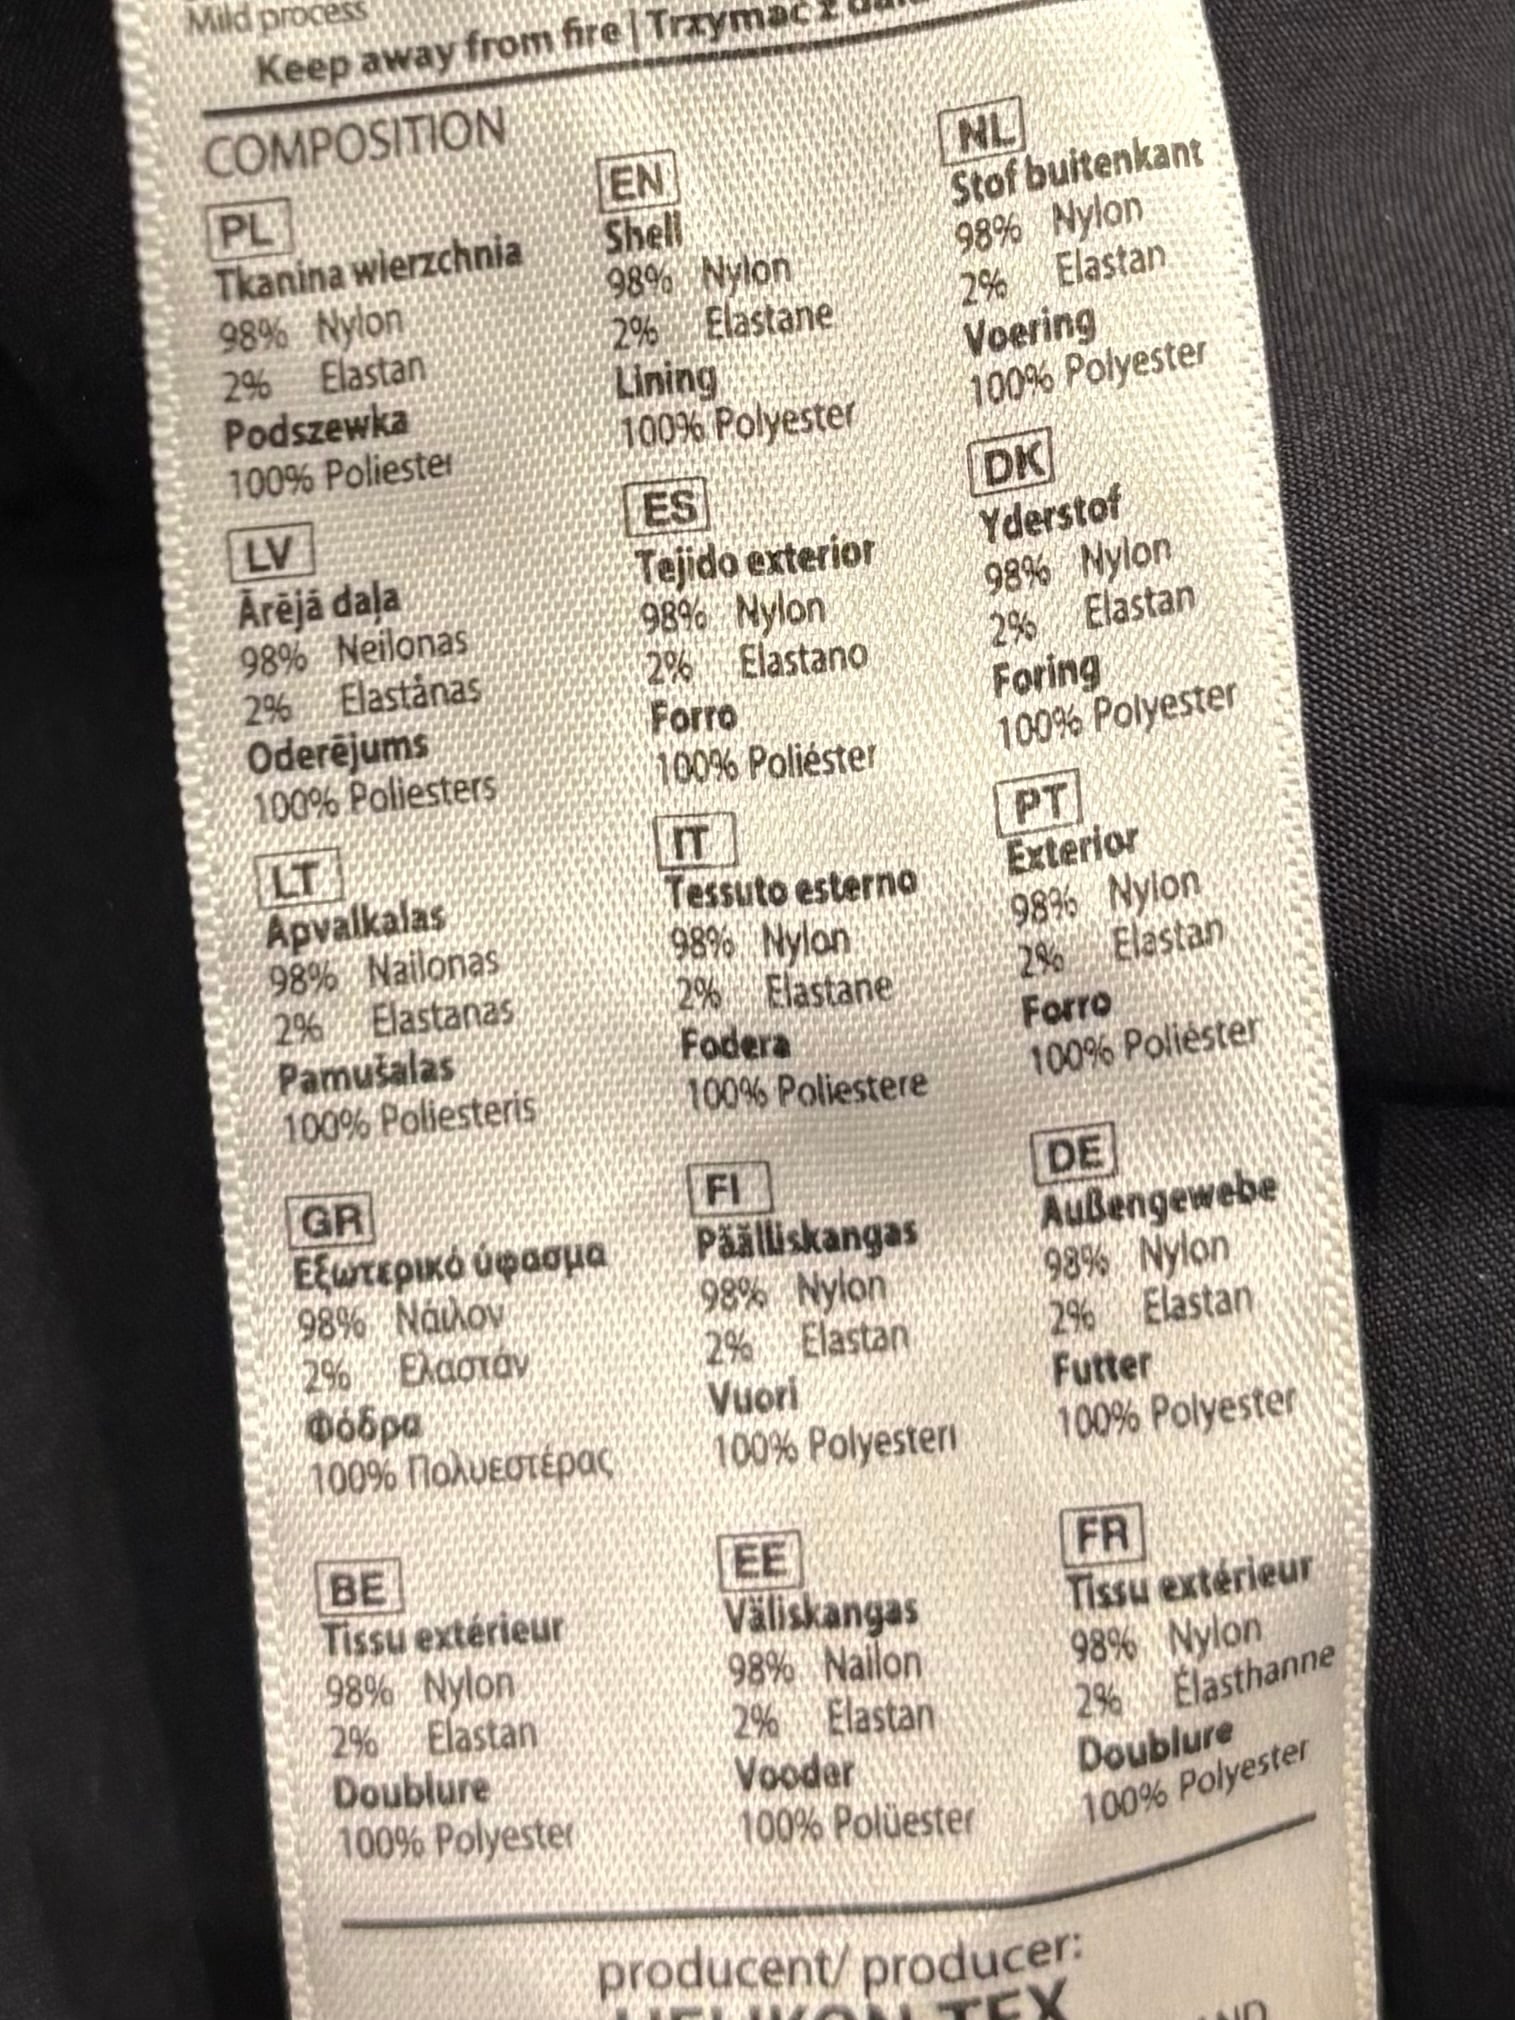 Mild process
Keep away from fire | Trzymać z
COMPOSITION
PL
Tkanina wierzchnia
98% Nylon
2% Elastan
Podszewka
100% Poliester
LV
Ārējā daļa
98% Neilonas
2% Elastånas
Oderējums
100% Poliesters
LT
Apvalkalas
98% Nailonas
2% Elastanas
Pamušalas
100% Poliesteris
GR
Εξωτερικό ύφασμα
98% Νάιλον
2% Ελαστάν
Φόδρα
100% Πολυεστέρας
BE
Tissu extérieur
98% Nylon
2% Elastan
Doublure
100% Polyester
EN
Shell
98% Nylon
2% Elastane
Lining
100% Polyester
ES
Tejido exterior
98% Nylon
2% Elastano
Forro
100% Poliéster
IT
Tessuto esterno
98% Nylon
2% Elastane
Fodera
100% Poliestere
FI
Päälliskangas
98% Nylon
2% Elastan
Vuori
100% Polyesteri
EE
Väliskangas
98% Nailon
2% Elastan
Vooder
100% Polüester
NL
Stof buitenkant
98% Nylon
2% Elastan
Voering
100% Polyester
DK
Yderstof
98% Nylon
2% Elastan
Foring
100% Polyester
PT
Exterior
98% Nylon
2% Elastan
Forro
100% Poliéster
DE
Außengewebe
98% Nylon
2% Elastan
Futter
100% Polyester
FR
Tissu extérieur
98% Nylon
2% Élasthanne
Doublure
100% Polyester
producent/ producer:
HELIKON-TEX